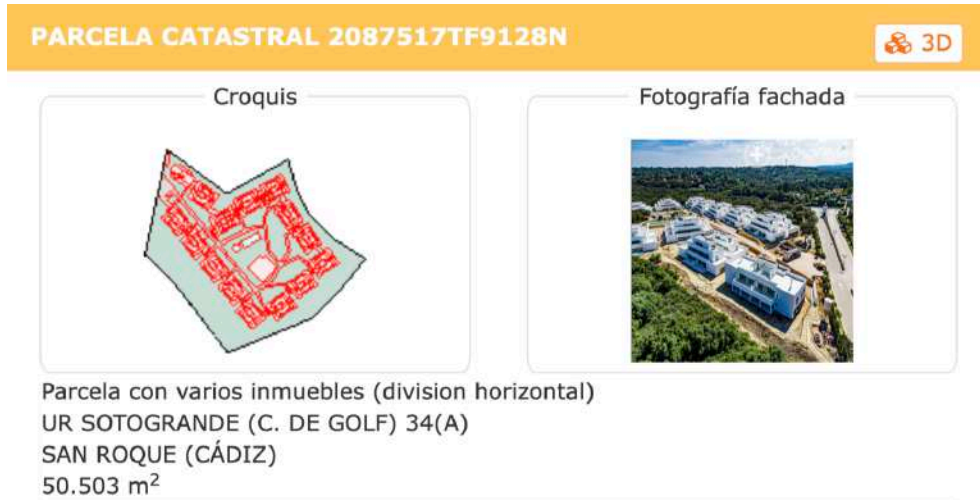 PARCELA CATASTRAL 2087517TF9128N
3D
Croquis
Fotografía fachada
Parcela con varios inmuebles (division horizontal)
UR SOTOGRANDE (C. DE GOLF) 34(A)
SAN ROQUE (CÁDIZ)
50.503 m²